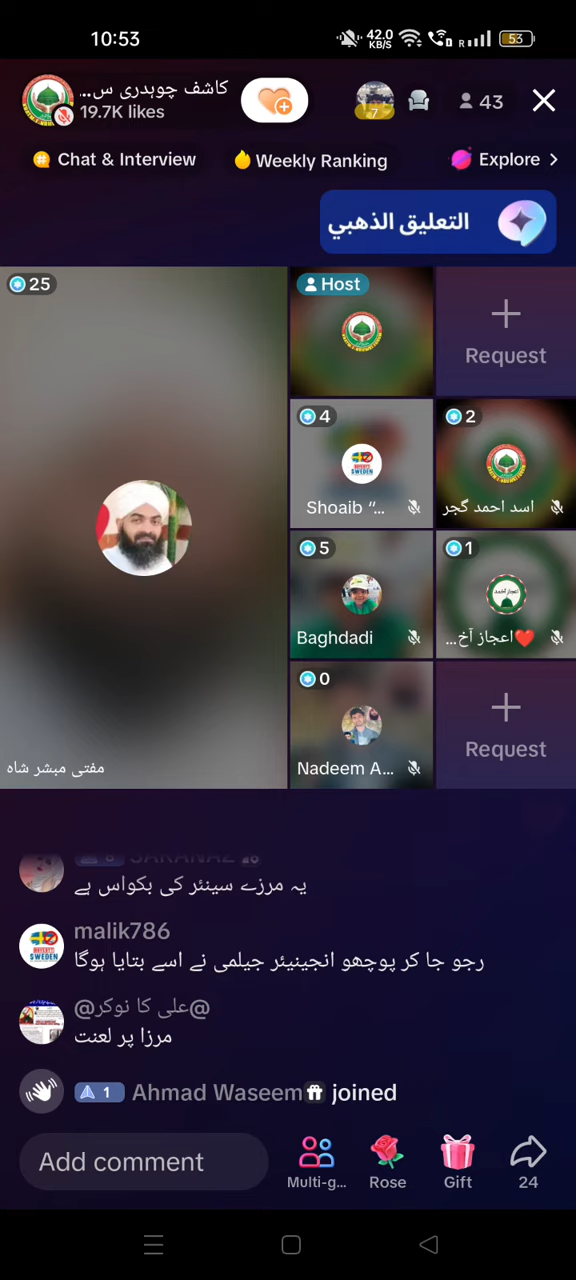 10:53
42.0
KB/S
R
53
کاشف چوہدری س...
19.7K likes
7
43
Chat & Interview
Weekly Ranking
Explore
التعليق الذهبي
25
Host
Request
4
Shoaib “...
2
اسد احمد گجر
5
Baghdadi
1
اعجاز آخ...
0
Nadeem A...
Request
مفتی مبشر شاہ
یہ مرزے سینئر کی بکواس ہے
malik786
رجو جا کر پوچھو انجینیئر جیلمی نے اسے بتایا ہوگا
@علی کا نوکر@
مرزا پر لعنت
1 Ahmad Waseem joined
Add comment
Multi-g...
Rose
Gift
24